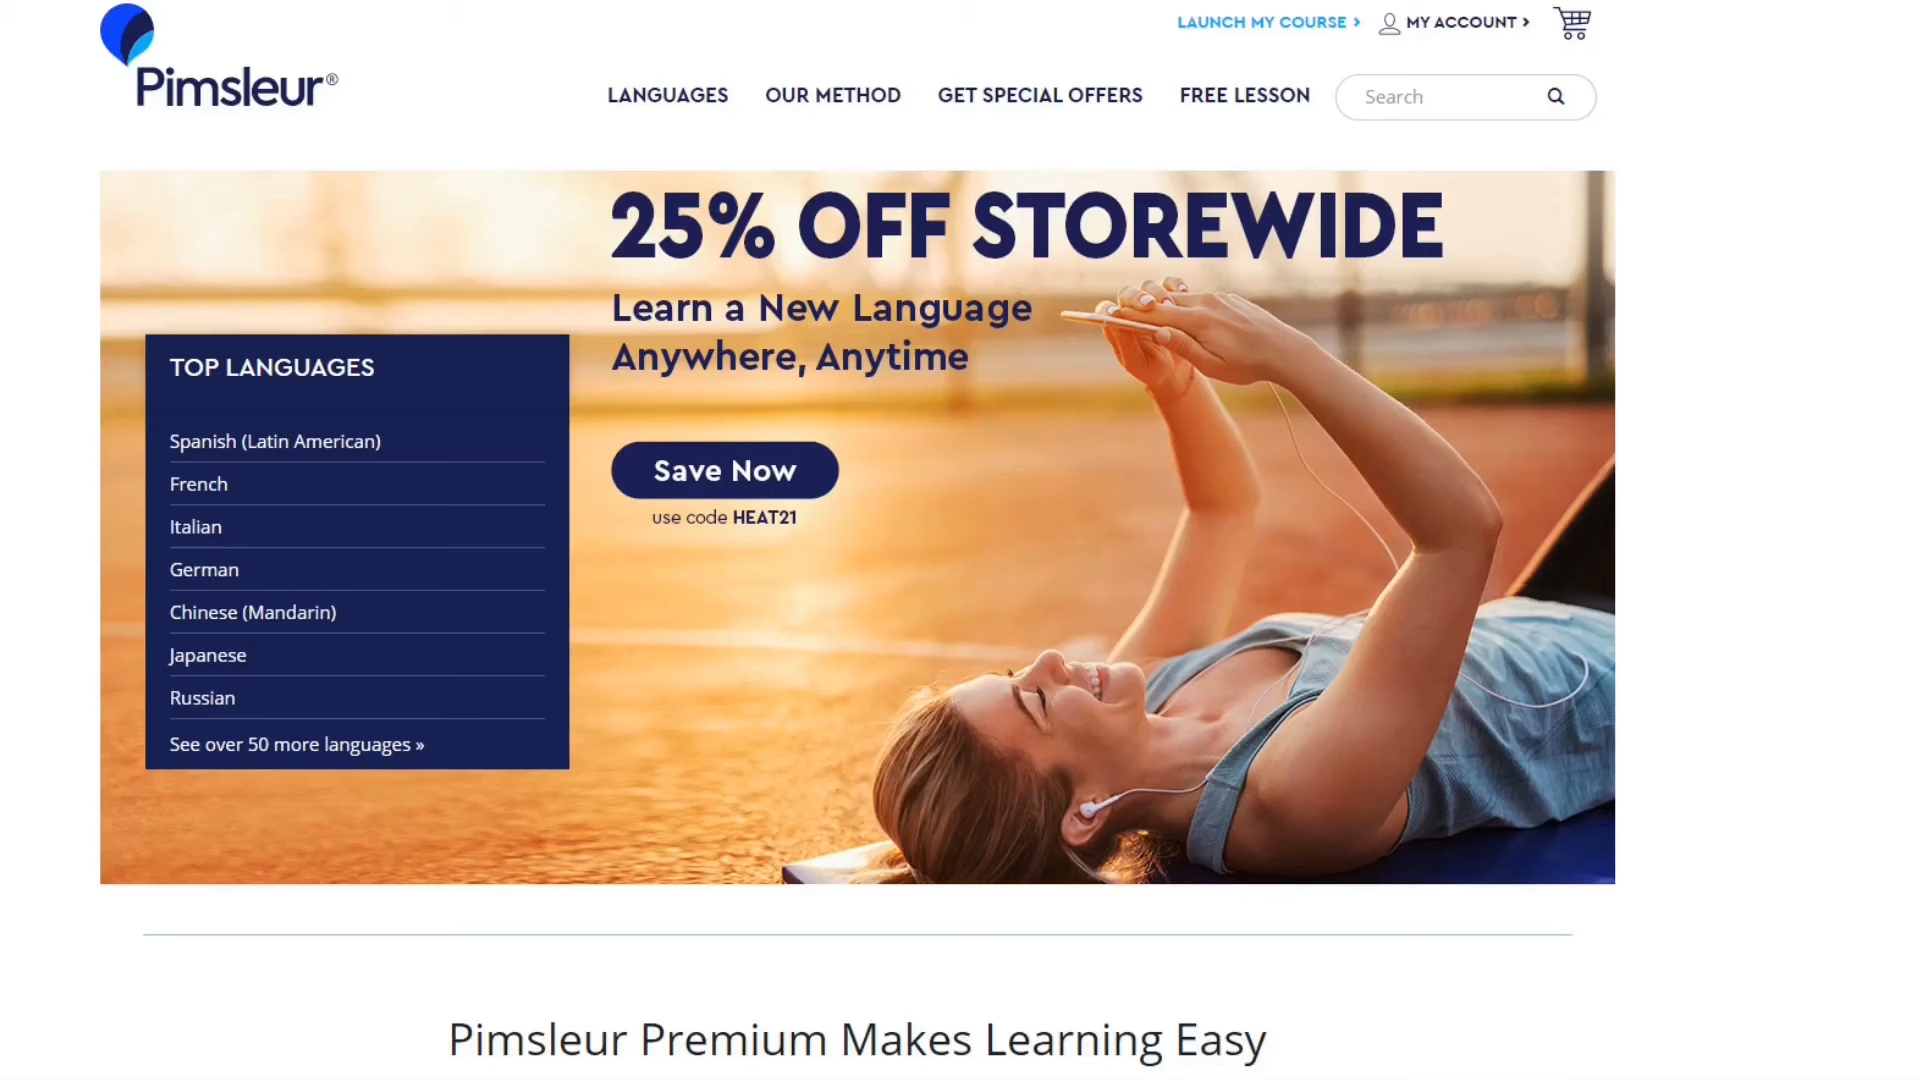 LAUNCH MY COURSE ›
MY ACCOUNT ›
Pimsleur®
LANGUAGES
OUR METHOD
GET SPECIAL OFFERS
FREE LESSON
Search
25% OFF STOREWIDE
Learn a New Language
Anywhere, Anytime
Save Now
use code HEAT21
TOP LANGUAGES
Spanish (Latin American)
French
Italian
German
Chinese (Mandarin)
Japanese
Russian
See over 50 more languages »
Pimsleur Premium Makes Learning Easy